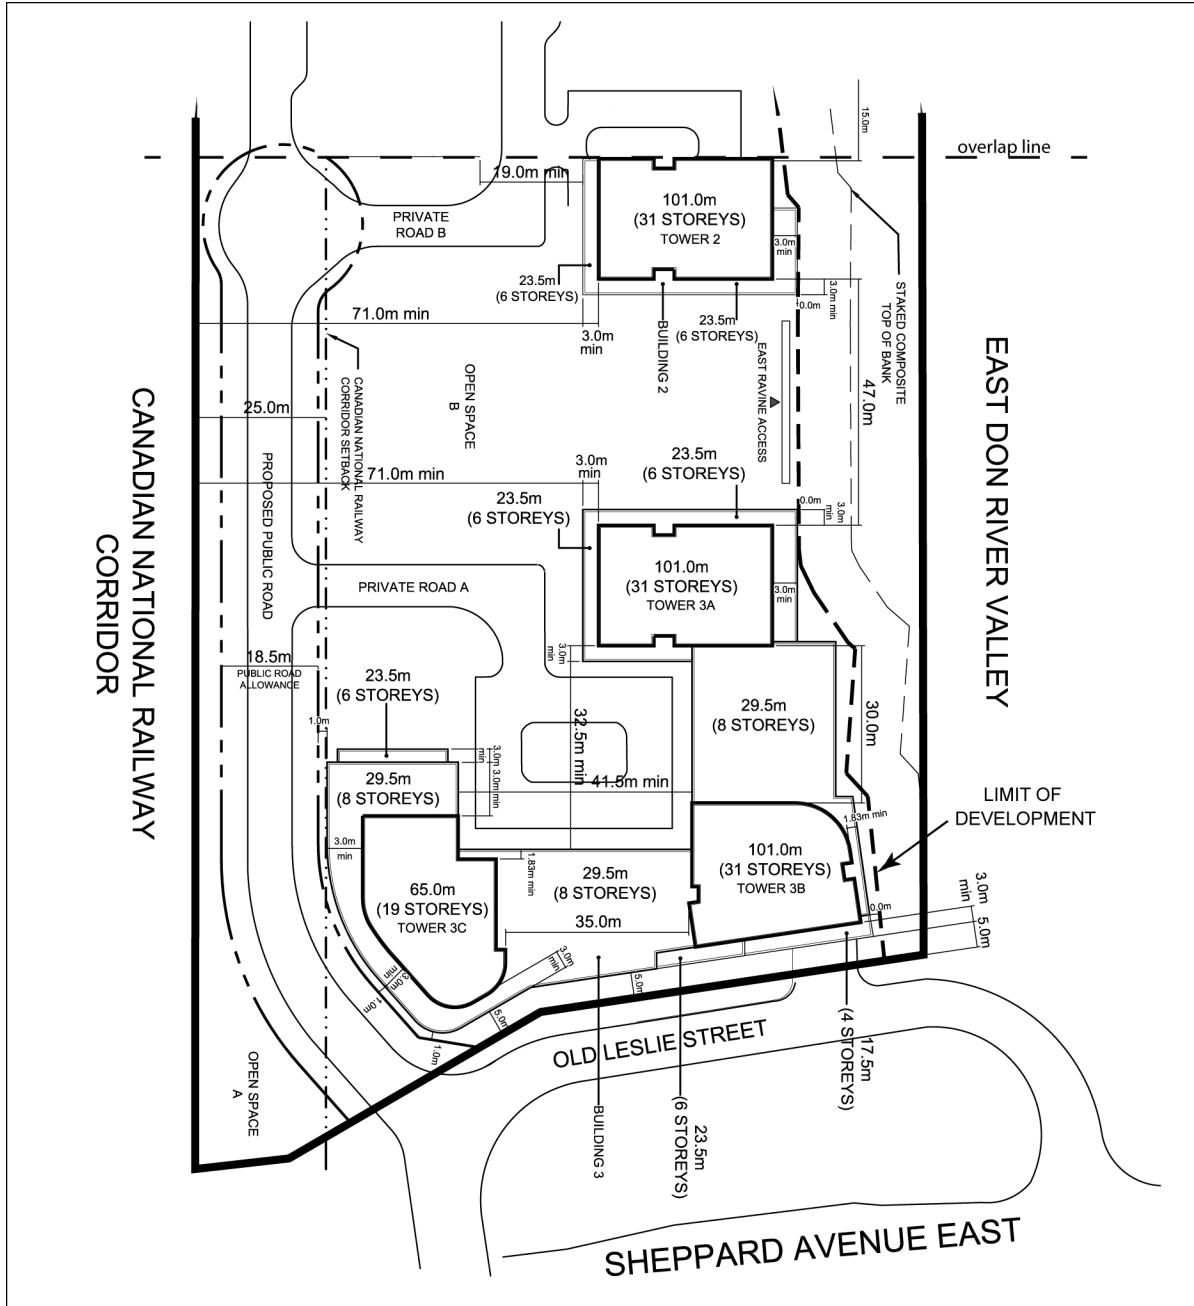 15.0m
overlap line
19.0m min
101.0m
(31 STOREYS)
TOWER 2
PRIVATE
ROAD B
3.0m
min
23.5m
(6 STOREYS)
3.0m
min
0.0m
STAKED COMPOSITE
TOP OF BANK
71.0m min
3.0m
min
BUILDING 2
23.5m
(6 STOREYS)
EAST RAVINE ACCESS
47.0m
EAST DON RIVER VALLEY
CANADIAN NATIONAL RAILWAY
CORRIDOR
25.0m
CANADIAN NATIONAL RAILWAY
CORRIDOR SETBACK
OPEN SPACE
B
PROPOSED PUBLIC ROAD
71.0m min
3.0m
min
23.5m
(6 STOREYS)
23.5m
(6 STOREYS)
0.0m
3.0m
min
101.0m
(31 STOREYS)
TOWER 3A
3.0m
min
PRIVATE ROAD A
3.0m
min
18.5m
PUBLIC ROAD
ALLOWANCE
23.5m
(6 STOREYS)
1.0m
32.5m min
29.5m
(8 STOREYS)
30.0m
3.0m
min
3.0m min
29.5m
(8 STOREYS)
41.5m min
LIMIT OF
DEVELOPMENT
1.83m min
3.0m
min
1.83m min
101.0m
(31 STOREYS)
TOWER 3B
29.5m
(8 STOREYS)
65.0m
(19 STOREYS)
TOWER 3C
35.0m
0.0m
3.0m
min
5.0m
3.0m
min
3.0m
min
1.0m
5.0m
5.0m
1.0m
OLD LESLIE STREET
17.5m
(4 STOREYS)
OPEN SPACE
A
BUILDING 3
23.5m
(6 STOREYS)
SHEPPARD AVENUE EAST